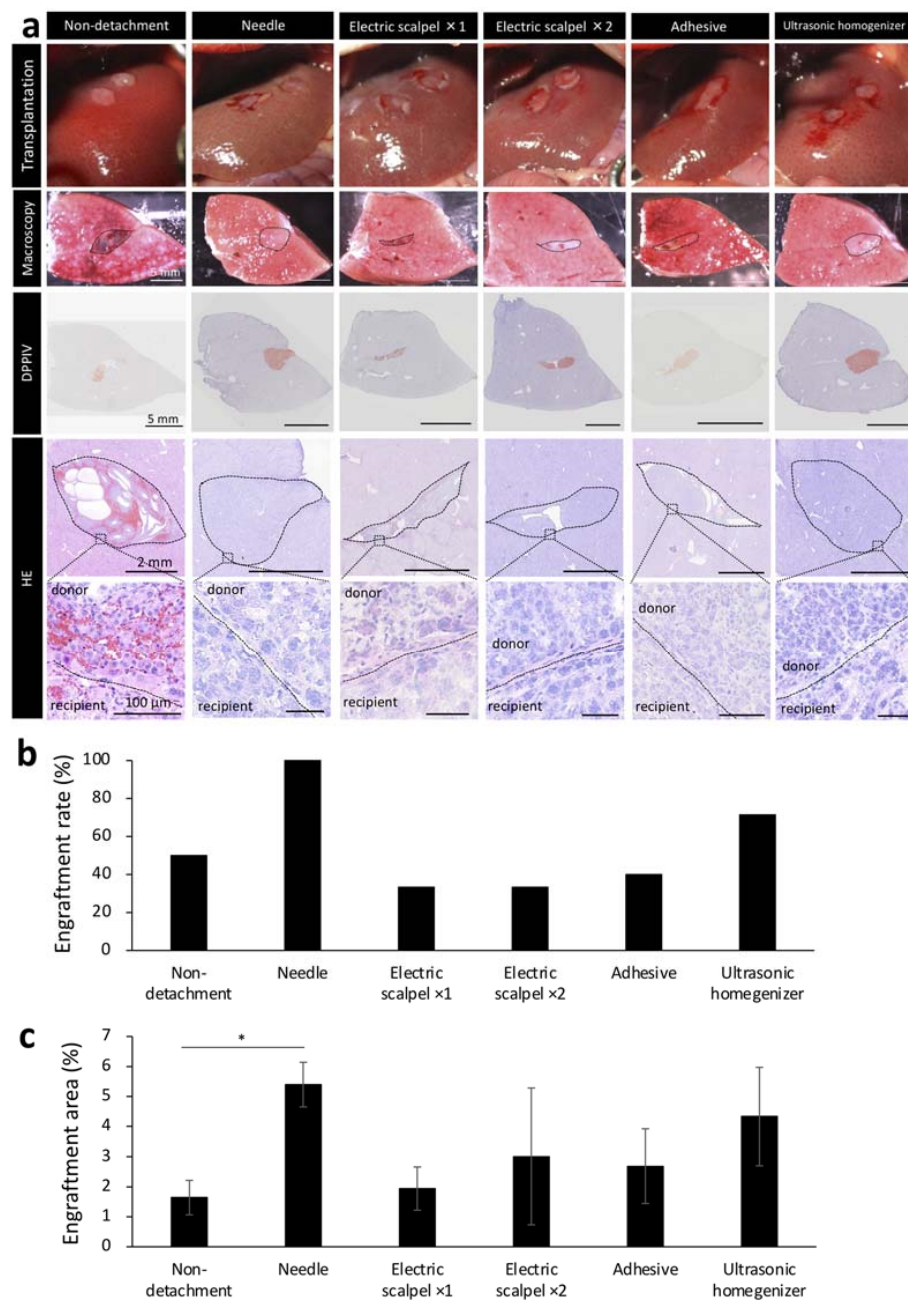 a
Non-detachment
Needle
Electric scalpel ×1
Electric scalpel ×2
Adhesive
Ultrasonic homogenizer
Transplantation
Macroscopy
5 mm
DPPIV
5 mm
HE
2 mm
donor
recipient
100 µm
donor
recipient
donor
recipient
donor
recipient
donor
recipient
donor
recipient
b
Engraftment rate (%)
100
80
60
40
20
0
Non-
detachment
Needle
Electric
scalpel ×1
Electric
scalpel ×2
Adhesive
Ultrasonic
homegenizer
c
Engraftment area (%)
7
6
5
4
3
2
1
0
*
Non-
detachment
Needle
Electric
scalpel ×1
Electric
scalpel ×2
Adhesive
Ultrasonic
homegenizer